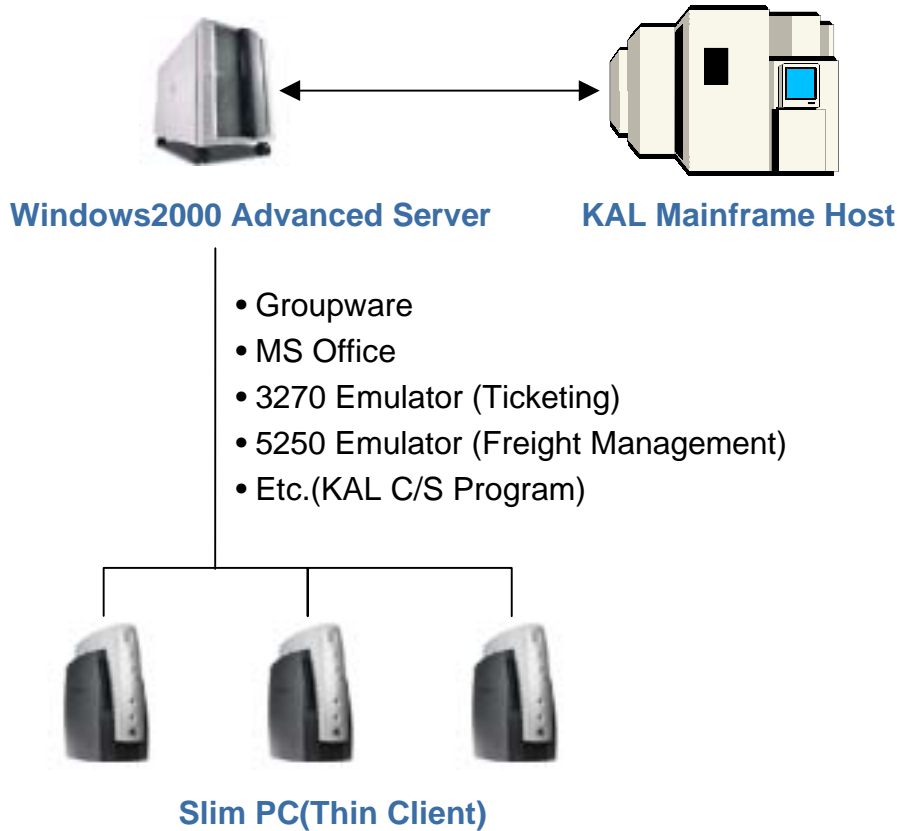 Windows2000 Advanced Server
KAL Mainframe Host
• Groupware
• MS Office
• 3270 Emulator (Ticketing)
• 5250 Emulator (Freight Management)
• Etc.(KAL C/S Program)
Slim PC(Thin Client)